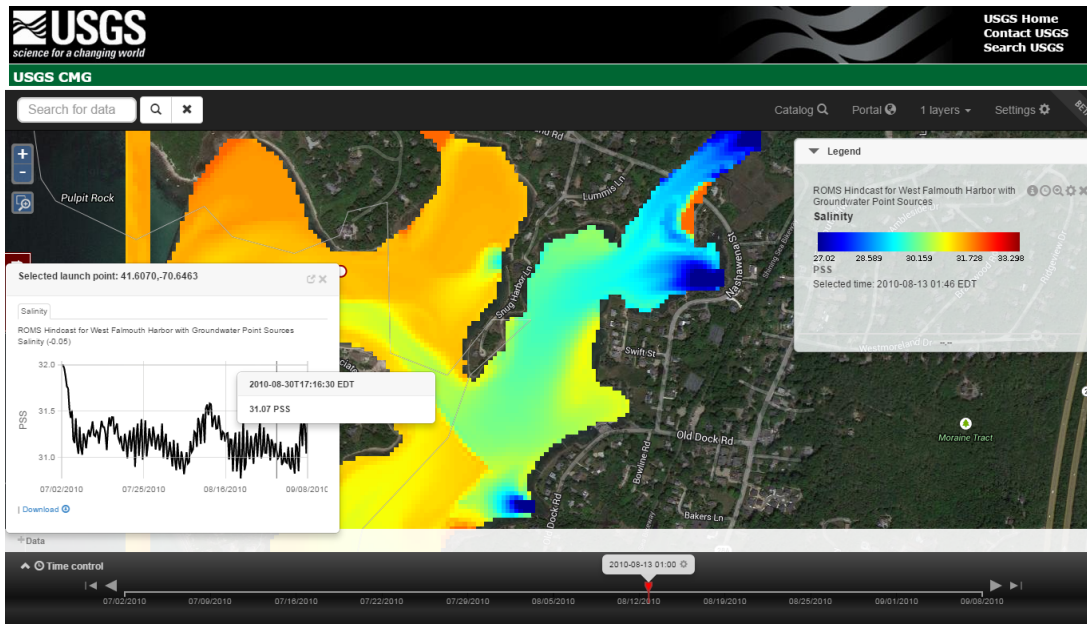 USGS
science for a changing world
USGS Home
Contact USGS
Search USGS
USGS CMG
Search for data
Catalog
Portal
1 layers
Settings
+
-
Pulpit Rock
Lummis Ln
Snug Harbor Ln
Nashawena St
Swift St
Old Dock Rd
Bowline Rd
Bakers Ln
Moraine Tract
Westmoreland Dr
Legend
ROMS Hindcast for West Falmouth Harbor with
Groundwater Point Sources
Salinity
27.02 28.589 30.159 31.728 33.298
PSS
Selected time: 2010-08-13 01:46 EDT
-.-
Selected launch point: 41.6070,-70.6463
Salinity
ROMS Hindcast for West Falmouth Harbor with Groundwater Point Sources
Salinity (-0.05)
32.0
31.5
31.0
PSS
07/02/2010 07/25/2010 08/16/2010 09/08/2010
2010-08-30T17:16:30 EDT
31.07 PSS
| Download
+Data
Time control
2010-08-13 01:00
07/02/2010 07/09/2010 07/16/2010 07/22/2010 07/29/2010 08/05/2010 08/12/2010 08/19/2010 08/25/2010 09/01/2010 09/08/2010